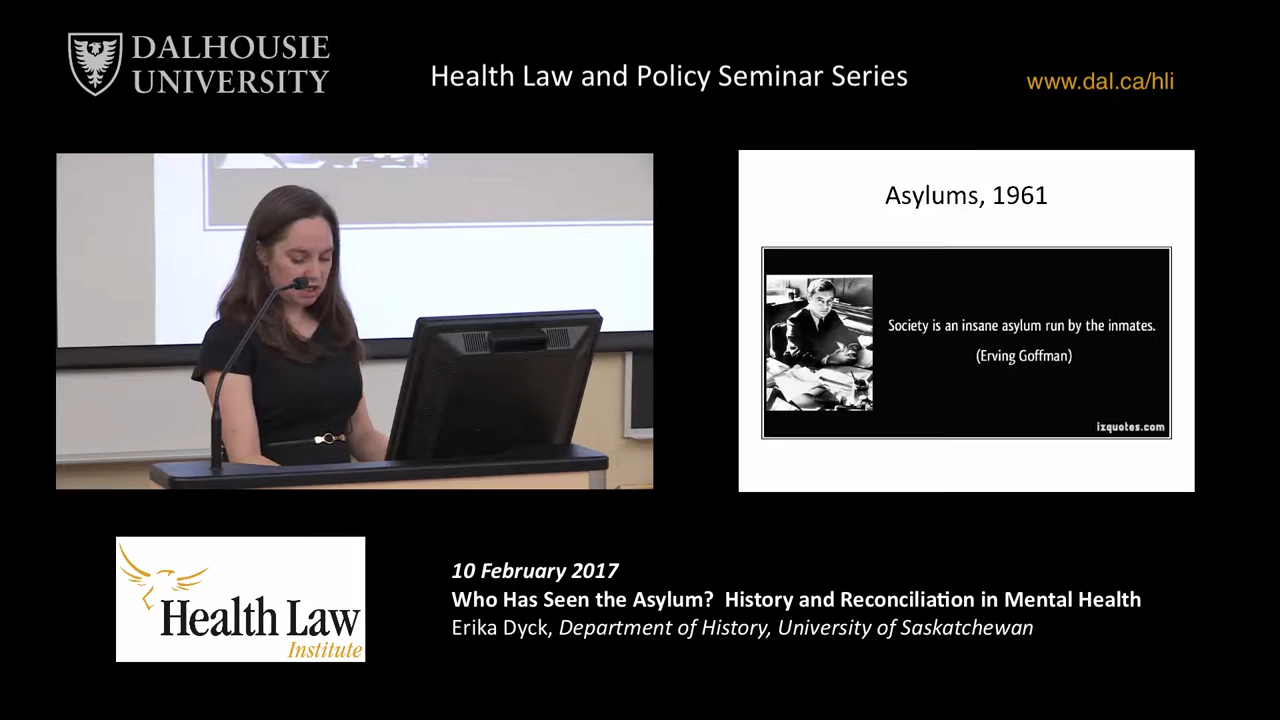 DALHOUSIE
UNIVERSITY
Health Law and Policy Seminar Series
www.dal.ca/hli
Asylums, 1961
Society is an insane asylum run by the inmates.
(Erving Goffman)
izquotes.com
Health Law
Institute
10 February 2017
Who Has Seen the Asylum? History and Reconciliation in Mental Health
Erika Dyck, Department of History, University of Saskatchewan